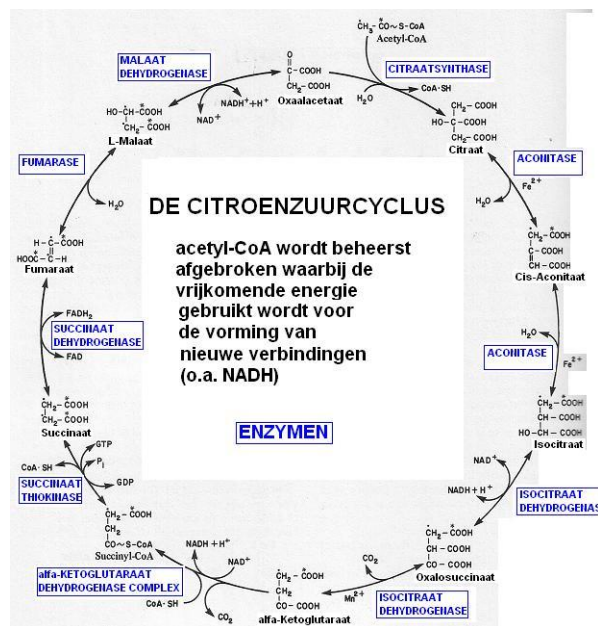 CH₃—CO~S-CoA
Acetyl-CoA
MALAAT
DEHYDROGENASE
O
C—COOH
CH₂—COOH
Oxaalacetaat
CITRAATSYNTHASE
H₂O
CoA·SH
NADH⁺+H⁺
NAD⁺
HO—CH—COOH
CH₂—COOH
L-Malaat
CH₂—COOH
HO—C—COOH
CH₂—COOH
Citraat
FUMARASE
H₂O
ACONITASE
Fe²⁺
H₂O
DE CITROENZUURCYCLUS
acetyl-CoA wordt beheerst
afgebroken waarbij de
vrijkomende energie
gebruikt wordt voor
de vorming van
nieuwe verbindingen
(o.a. NADH)
ENZYMEN
H—C—COOH
HOOC—C—H
Fumaraat
CH₂—COOH
C—COOH
CH—COOH
Cis-Aconitaat
FADH₂
SUCCINAAT
DEHYDROGENASE
FAD
H₂O
ACONITASE
Fe²⁺
CH₂—COOH
CH₂—COOH
Succinaat
CH₂—COOH
CH—COOH
HO—CH—COOH
Isocitraat
GTP
Pi
CoA·SH
GDP
SUCCINAAT
THIOKINASE
NAD⁺
NADH+H⁺
ISOCITRAAT
DEHYDROGENASE
CH₂—COOH
CH₂
CO~S—CoA
Succinyl-CoA
NADH+H⁺
NAD⁺
alfa-KETOGLUTARAAT
DEHYDROGENASE COMPLEX
CoA·SH
CO₂
CH₂—COOH
CH₂
CO—COOH
alfa-Ketoglutaraat
CO₂
Mn²⁺
CH₂—COOH
CH—COOH
CO—COOH
Oxalosuccinaat
ISOCITRAAT
DEHYDROGENASE